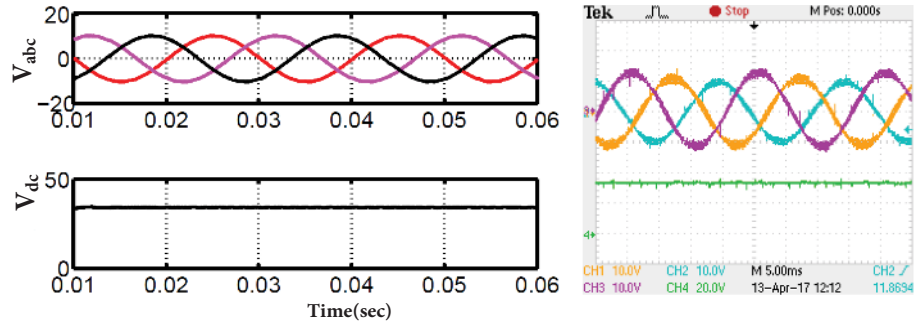 V_abc
20
0
−20
0.01 0.02 0.03 0.04 0.05 0.06
V_dc
50
0
0.01 0.02 0.03 0.04 0.05 0.06
Time(sec)
Tek Stop M Pos: 0.000s
4
CH1 10.0V CH2 10.0V M 5.00ms CH2
CH3 10.0V CH4 20.0V 13-Apr-17 12:12 11.8694